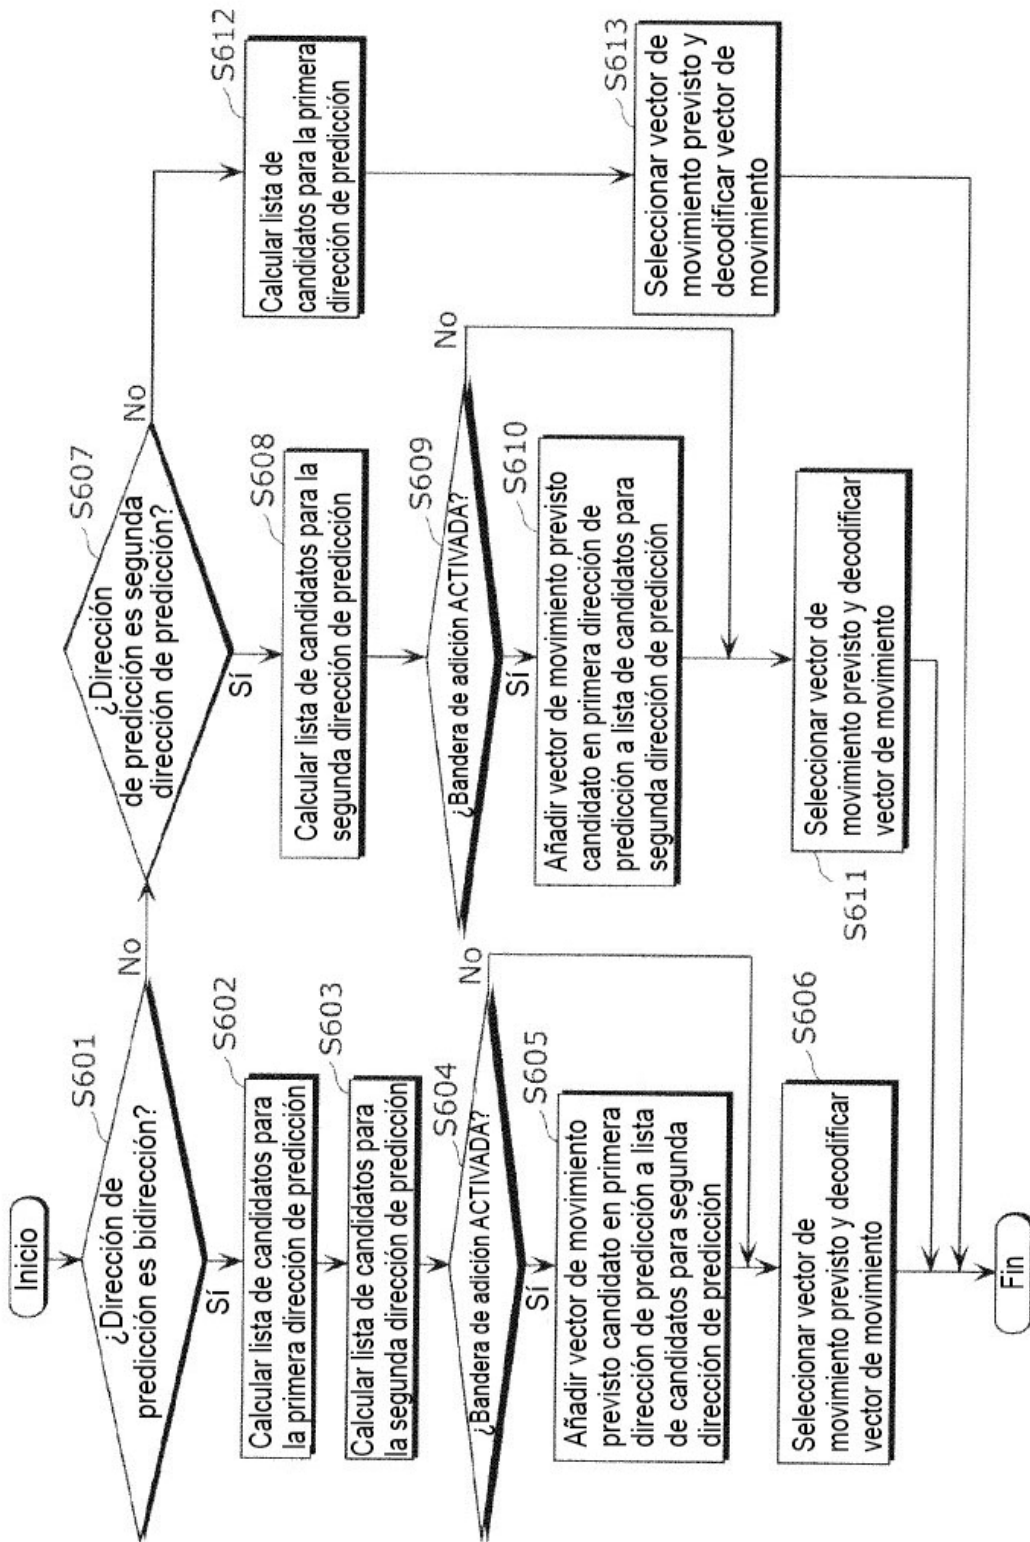 Inicio
S601
¿Dirección de
predicción es bidirección?
No
Sí
S602
Calcular lista de candidatos para
la primera dirección de predicción
S603
Calcular lista de candidatos para
la segunda dirección de predicción
S604
¿Bandera de adición ACTIVADA?
No
Sí
S605
Añadir vector de movimiento
previsto candidato en primera
dirección de predicción a lista
de candidatos para segunda
dirección de predicción
S606
Seleccionar vector de
movimiento previsto y decodificar
vector de movimiento
S607
¿Dirección
de predicción es segunda
dirección de predicción?
No
Sí
S608
Calcular lista de candidatos para la
segunda dirección de predicción
S609
¿Bandera de adición ACTIVADA?
No
Sí
S610
Añadir vector de movimiento previsto
candidato en primera dirección de
predicción a lista de candidatos para
segunda dirección de predicción
S611
Seleccionar vector de
movimiento previsto y decodificar
vector de movimiento
S612
Calcular lista de
candidatos para la primera
dirección de predicción
S613
Seleccionar vector de
movimiento previsto y
decodificar vector de
movimiento
Fin